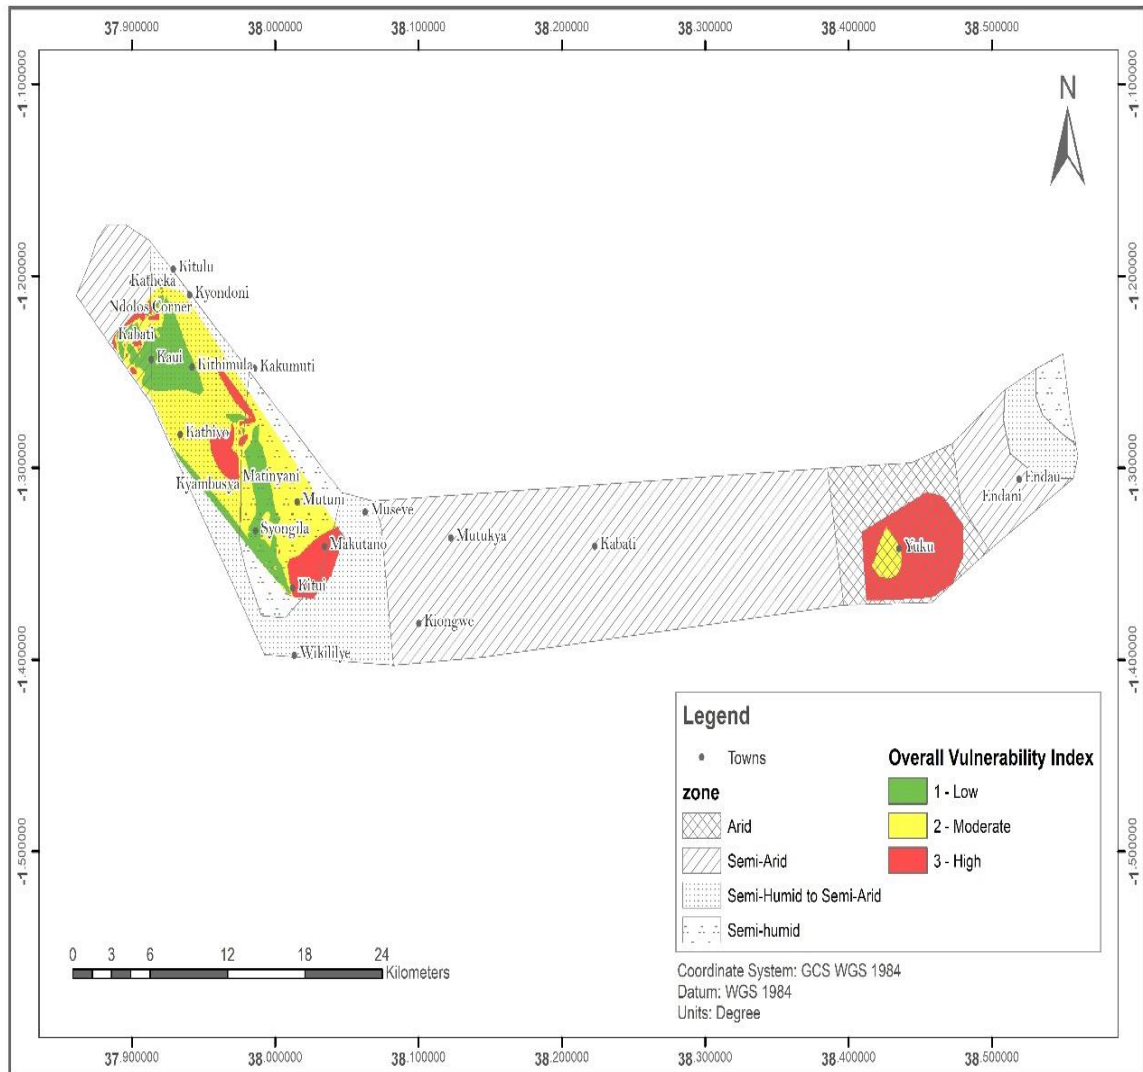 37.900000 38.000000 38.100000 38.200000 38.300000 38.400000 38.500000
-1.100000 -1.100000
N
-1.200000 -1.200000
Kitulu
Katheka
Kyondoni
Ndolos Corner
Kabati
Kaui
Kithimula
Kakumuti
Kathivo
-1.300000 -1.300000
Matinyani
Kyambusya
Mutuni
Endau
Endani
Museve
Syongila
Mutukya
Makutano
Kabati
Yuku
Kitui
Kiongwe
Wikililye
-1.400000 -1.400000
Legend
Towns
zone
Arid
Semi-Arid
Semi-Humid to Semi-Arid
Semi-humid
Overall Vulnerability Index
1 - Low
2 - Moderate
3 - High
-1.500000 -1.500000
0 3 6 12 18 24
Kilometers
Coordinate System: GCS WGS 1984
Datum: WGS 1984
Units: Degree
37.900000 38.000000 38.100000 38.200000 38.300000 38.400000 38.500000